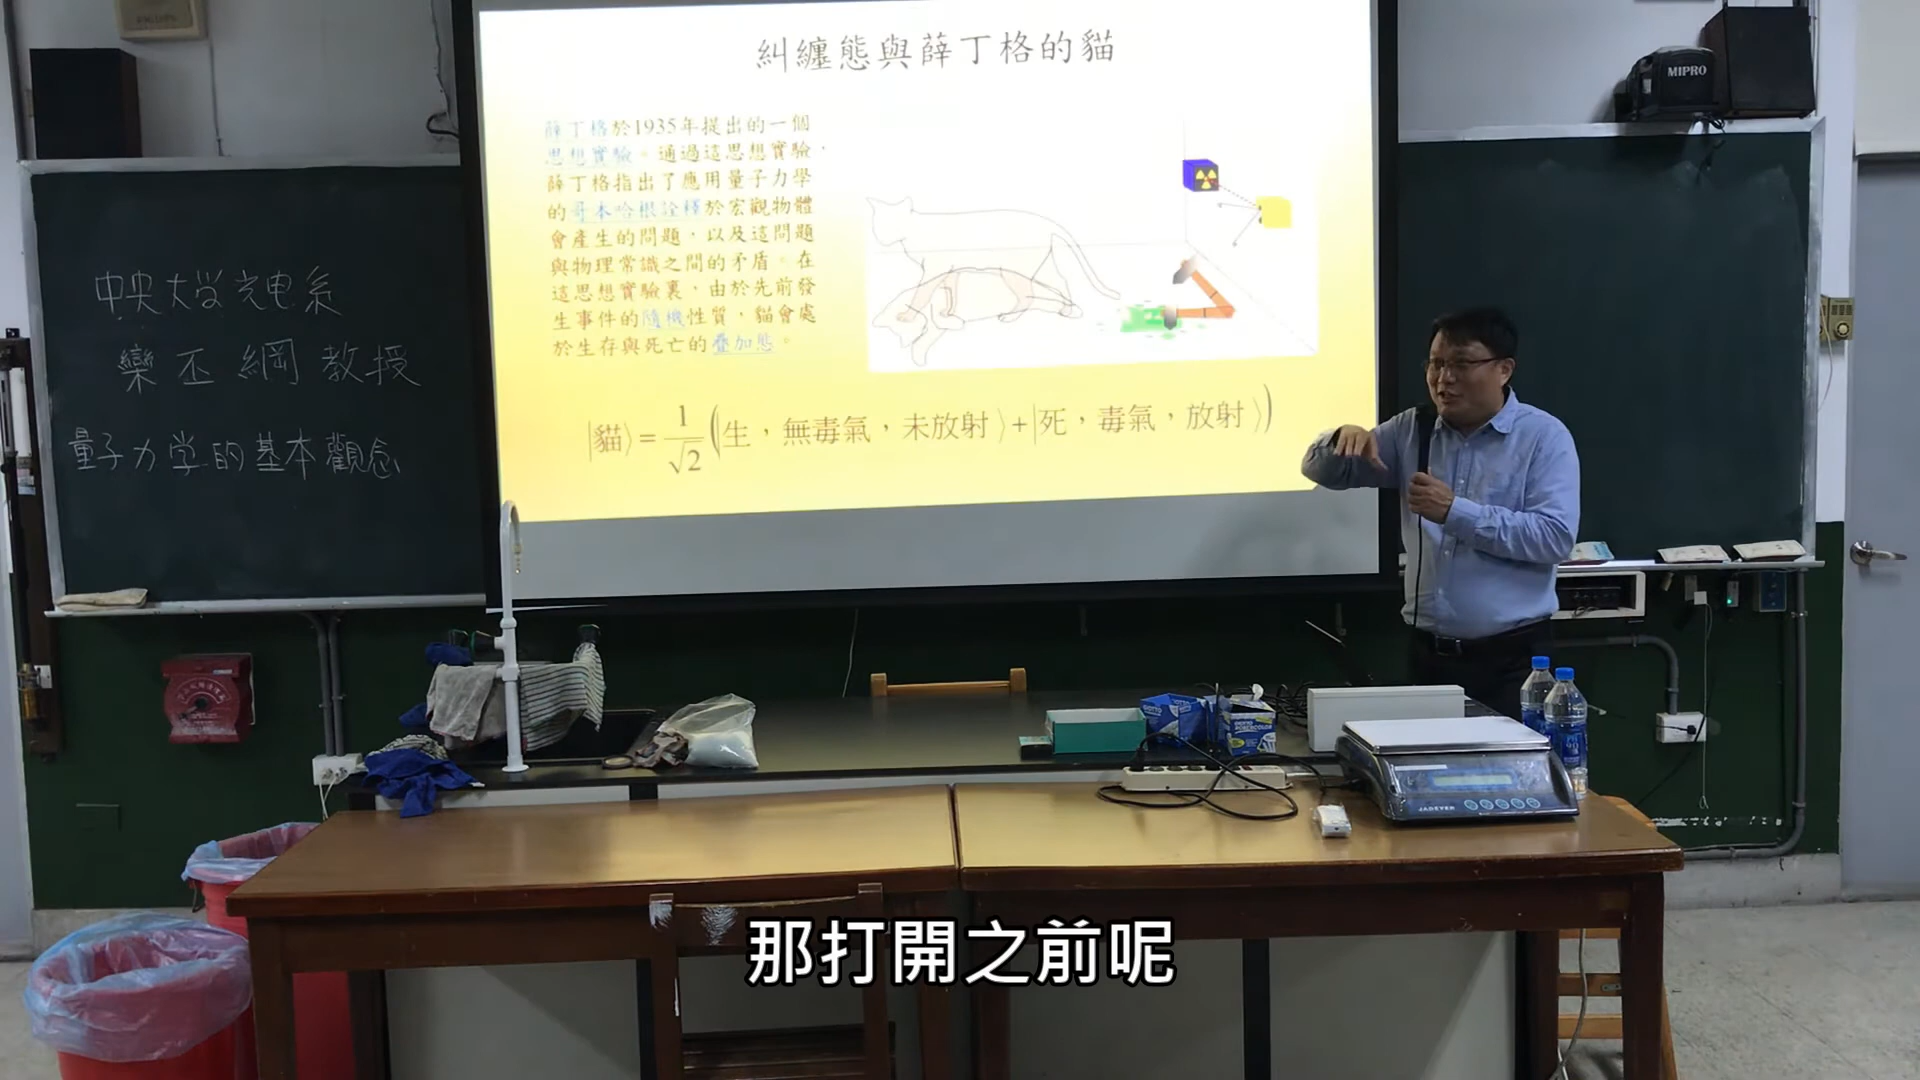 糾纏態與薛丁格的貓
薛丁格於1935年提出的一個
思想實驗。通過這思想實驗，
薛丁格指出了應用量子力學
的哥本哈根詮釋於宏觀物體
會產生的問題，以及這問題
與物理常識之間的矛盾。在
這思想實驗裏，由於先前發
生事件的隨機性質，貓會處
於生存與死亡的疊加態。
|貓⟩=1/√2(|生，無毒氣，未放射⟩+|死，毒氣，放射⟩)
中央大学光电系
欒丕綱教授
量子力学的基本觀念
MIPRO
JADEVER
那打開之前呢